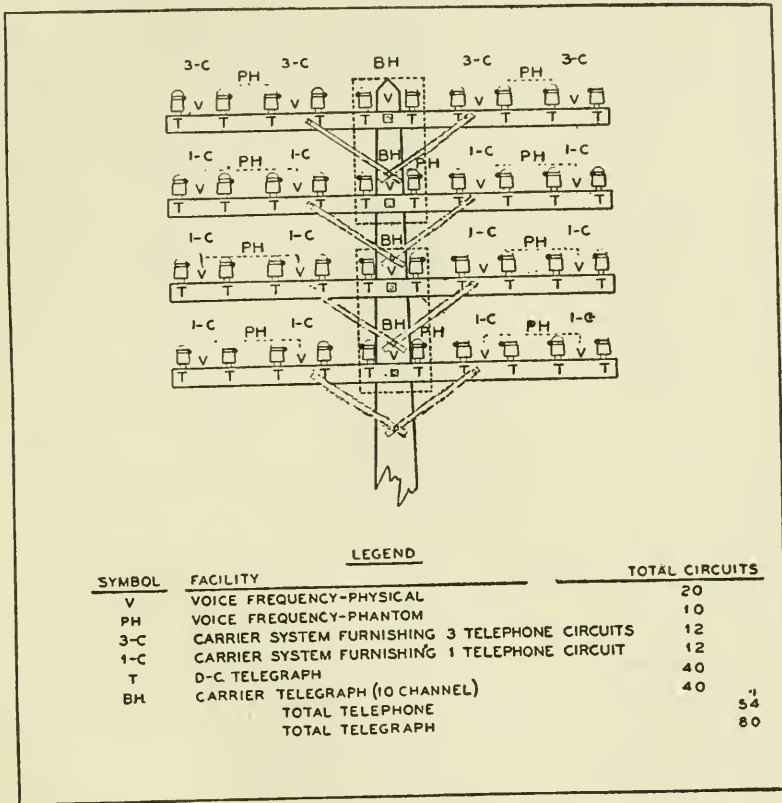 3-C 3-C BH 3-C 3-C
PH PH
V V V V V
T T T T T T T T T T
1-C 1-C BH PH 1-C 1-C
PH PH
V V V V V
T T T T T T T T T T
1-C 1-C BH 1-C 1-C
PH PH
V V V V V
T T T T T T T T T T
1-C 1-C BH PH 1-C 1-C
PH PH
V V V V V
T T T T T T T T T T
LEGEND
SYMBOL FACILITY TOTAL CIRCUITS
V VOICE FREQUENCY-PHYSICAL 20
PH VOICE FREQUENCY-PHANTOM 10
3-C CARRIER SYSTEM FURNISHING 3 TELEPHONE CIRCUITS 12
1-C CARRIER SYSTEM FURNISHING 1 TELEPHONE CIRCUIT 12
T D-C TELEGRAPH 40
BH CARRIER TELEGRAPH (10 CHANNEL) 40
TOTAL TELEPHONE 54
TOTAL TELEGRAPH 80